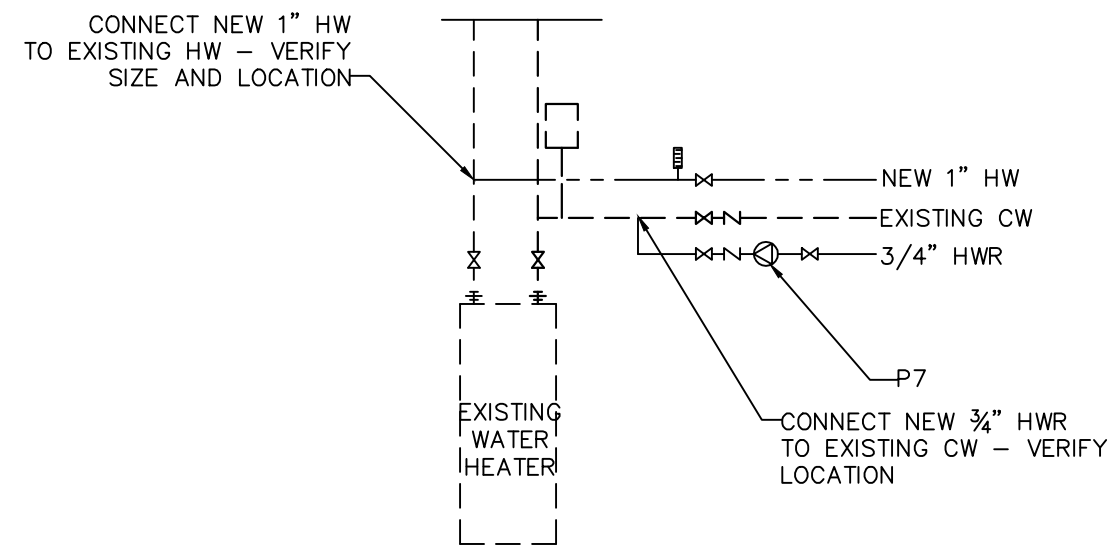 CONNECT NEW 1” HW
TO EXISTING HW – VERIFY
SIZE AND LOCATION
NEW 1” HW
EXISTING CW
3/4” HWR
P7
CONNECT NEW ¾” HWR
TO EXISTING CW – VERIFY
LOCATION
EXISTING
WATER
HEATER